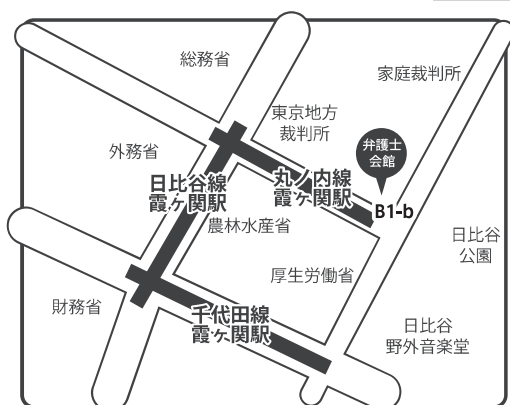 総務省
家庭裁判所
東京地方
裁判所
弁護士
会館
外務省
日比谷線
霞ヶ関駅
丸ノ内線
霞ヶ関駅
B1-b
農林水産省
日比谷
公園
厚生労働省
財務省
千代田線
霞ヶ関駅
日比谷
野外音楽堂